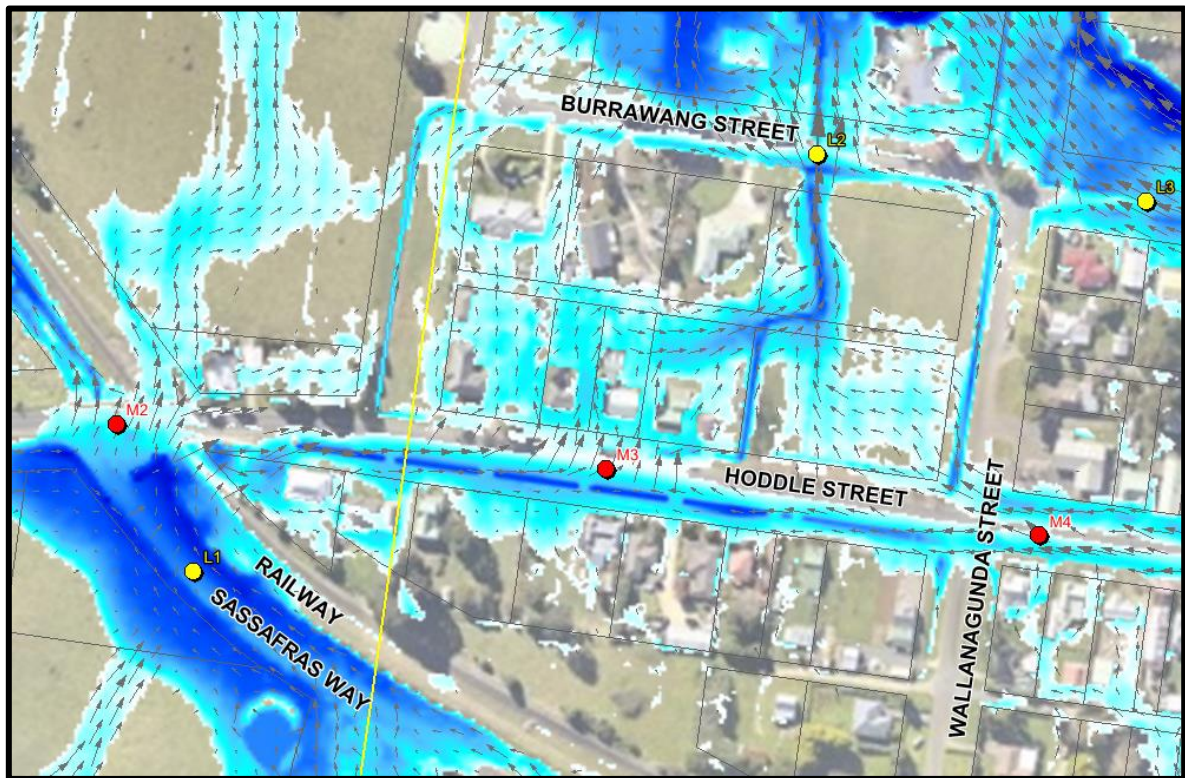 BURRAWANG STREET
L2
L3
M2
M3
HODDLE STREET
M4
L1
RAILWAY
SASSAFRAS WAY
WALLANAGUNDA STREET